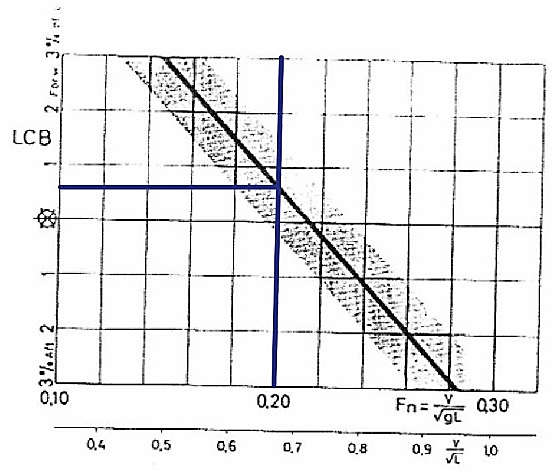 3 % Forw.
2
LCB
1
1
2
3 % Aft
0,10
0,20
Fn = V/√gL
0,30
0,4
0,5
0,6
0,7
0,8
0,9
V/√L
1,0